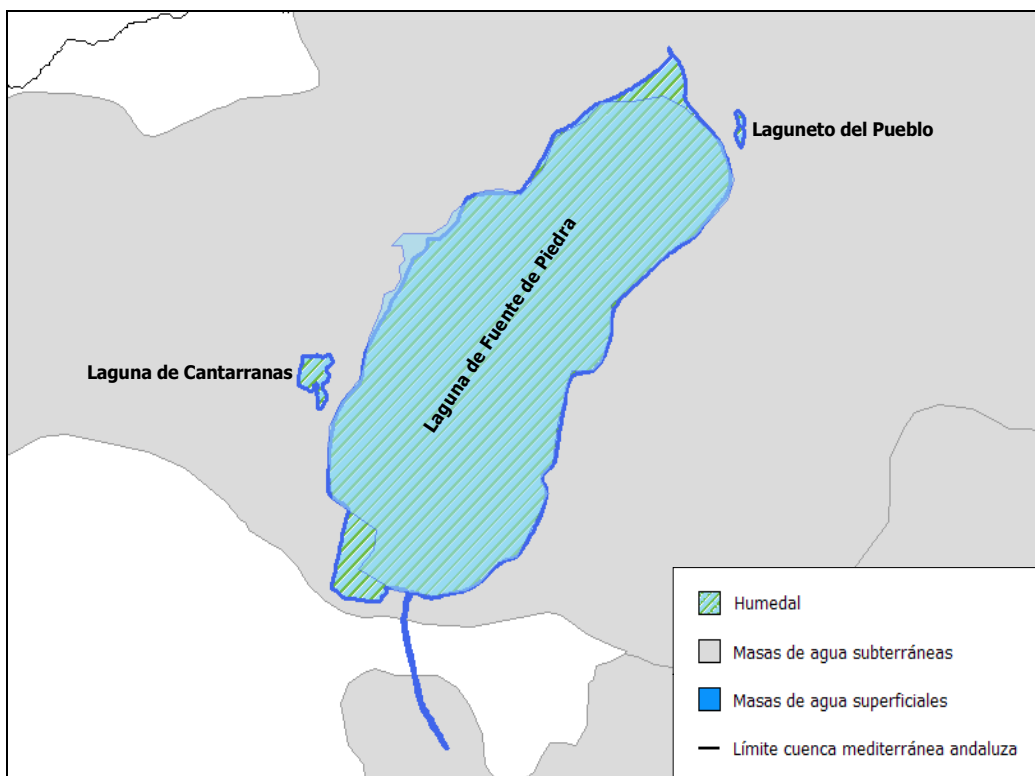 Laguneto del Pueblo
Laguna de Fuente de Piedra
Laguna de Cantarranas
Humedal
Masas de agua subterráneas
Masas de agua superficiales
Límite cuenca mediterránea andaluza